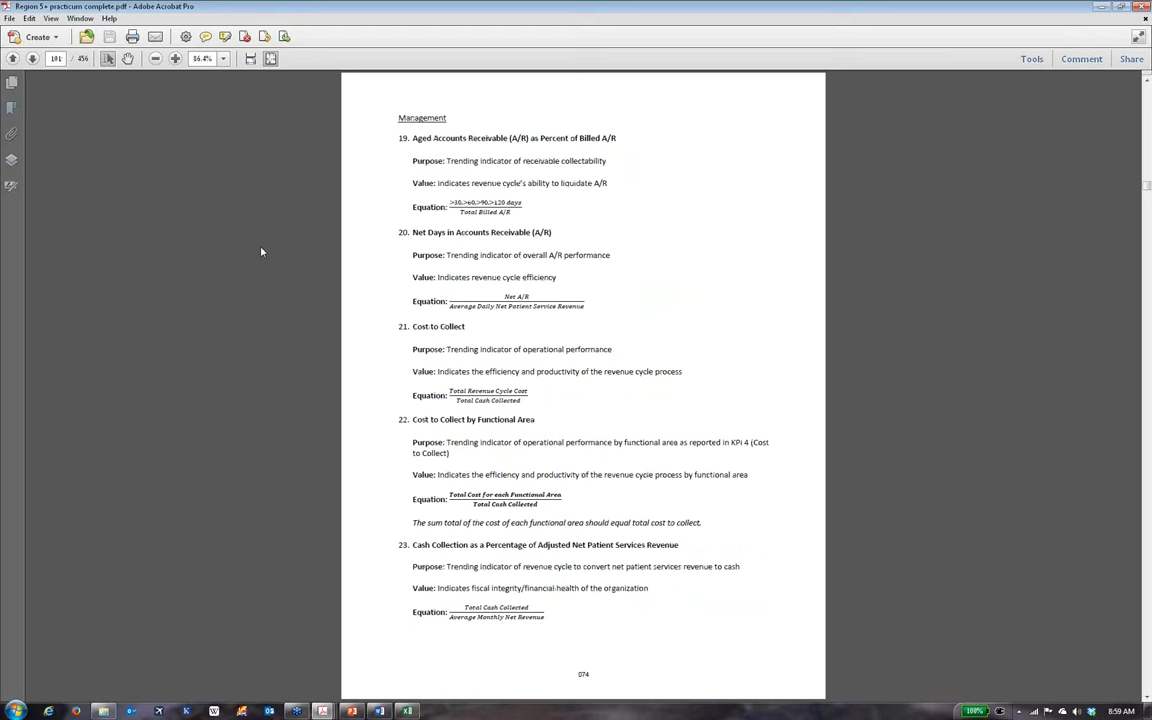 Region 5+ practicum complete.pdf - Adobe Acrobat Pro
File Edit View Window Help
Create
101 / 456 86.4% Tools Comment Share
Management
19. Aged Accounts Receivable (A/R) as Percent of Billed A/R
Purpose: Trending indicator of receivable collectability
Value: indicates revenue cycle's ability to liquidate A/R
Equation: >30,>60,>90,>120 days
Total Billed A/R
20. Net Days in Accounts Receivable (A/R)
Purpose: Trending indicator of overall A/R performance
Value: Indicates revenue cycle efficiency
Equation: Net A/R
Average Daily Net Patient Service Revenue
21. Cost to Collect
Purpose: Trending indicator of operational performance
Value: Indicates the efficiency and productivity of the revenue cycle process
Equation: Total Revenue Cycle Cost
Total Cash Collected
22. Cost to Collect by Functional Area
Purpose: Trending indicator of operational performance by functional area as reported in KPI 4 (Cost
to Collect)
Value: Indicates the efficiency and productivity of the revenue cycle process by functional area
Equation: Total Cost for each Functional Area
Total Cash Collected
The sum total of the cost of each functional area should equal total cost to collect.
23. Cash Collection as a Percentage of Adjusted Net Patient Services Revenue
Purpose: Trending indicator of revenue cycle to convert net patient services revenue to cash
Value: Indicates fiscal integrity/financial health of the organization
Equation: Total Cash Collected
Average Monthly Net Revenue
074
100% 8:59 AM